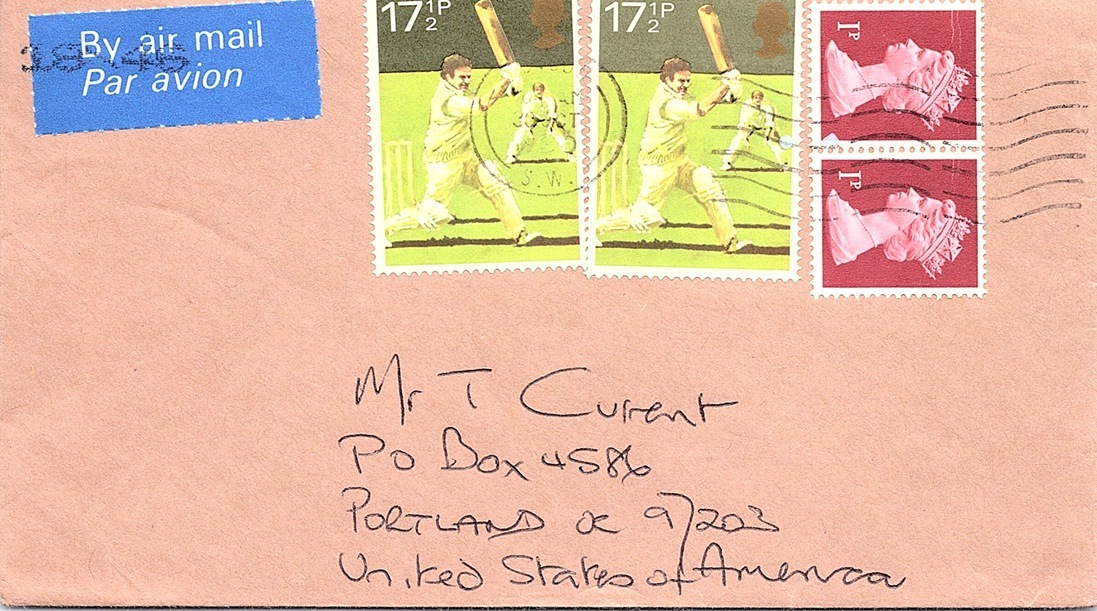 By air mail
Par avion
17½P
17½P
1P
1P
S.W.
Mr T Current
PO Box 4586
PORTLAND OR 97203
United States of America